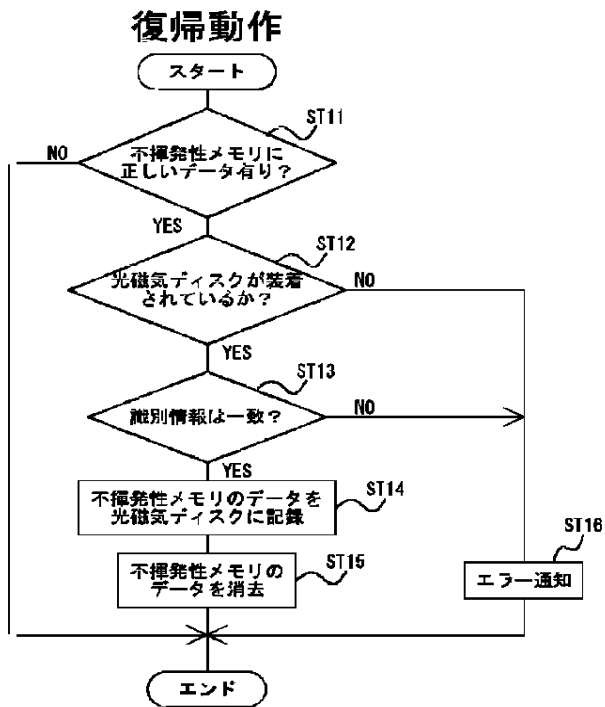 復帰動作
スタート
ST11
不揮発性メモリに
正しいデータ有り？
NO
YES
ST12
光磁気ディスクが装着
されているか？
NO
YES
ST13
識別情報は一致？
NO
YES
ST14
不揮発性メモリのデータを
光磁気ディスクに記録
ST15
不揮発性メモリの
データを消去
ST16
エラー通知
エンド